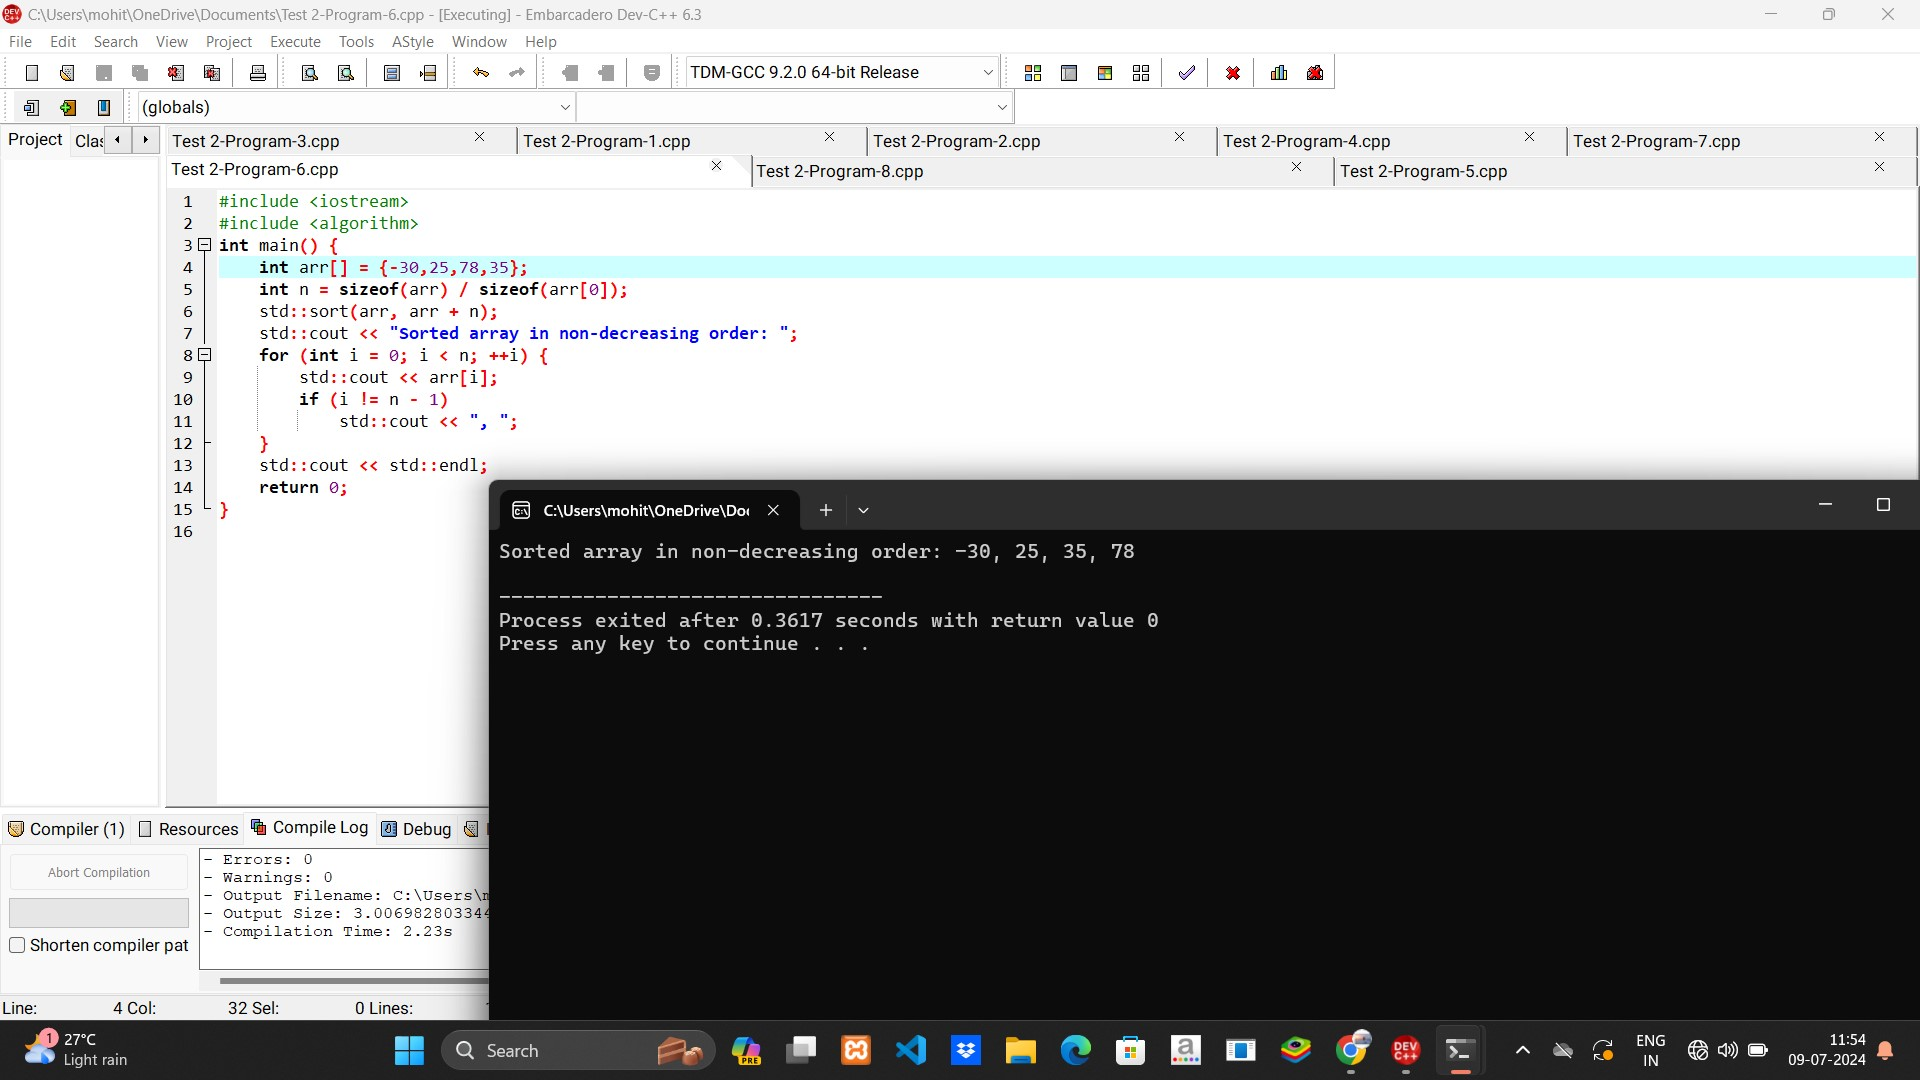 C:\Users\mohit\OneDrive\Documents\Test 2-Program-6.cpp - [Executing] - Embarcadero Dev-C++ 6.3
File Edit Search View Project Execute Tools AStyle Window Help
TDM-GCC 9.2.0 64-bit Release
(globals)
Project Clas
Test 2-Program-3.cpp Test 2-Program-1.cpp Test 2-Program-2.cpp Test 2-Program-4.cpp Test 2-Program-7.cpp
Test 2-Program-6.cpp Test 2-Program-8.cpp Test 2-Program-5.cpp
1 #include <iostream>
2 #include <algorithm>
3 int main() {
4 int arr[] = {-30,25,78,35};
5 int n = sizeof(arr) / sizeof(arr[0]);
6 std::sort(arr, arr + n);
7 std::cout << "Sorted array in non-decreasing order: ";
8 for (int i = 0; i < n; ++i) {
9 std::cout << arr[i];
10 if (i != n - 1)
11 std::cout << ", ";
12 }
13 std::cout << std::endl;
14 return 0;
15 }
16
C:\Users\mohit\OneDrive\Doc
Sorted array in non-decreasing order: -30, 25, 35, 78
--------------------------------
Process exited after 0.3617 seconds with return value 0
Press any key to continue . . .
Compiler (1) Resources Compile Log Debug
Abort Compilation
Shorten compiler pat
- Errors: 0
- Warnings: 0
- Output Filename: C:\Users\m
- Output Size: 3.006982803344
- Compilation Time: 2.23s
Line: 4 Col: 32 Sel: 0 Lines:
1
27°C
Light rain
Search
PRE
DEV C++
ENG
IN
11:54
09-07-2024